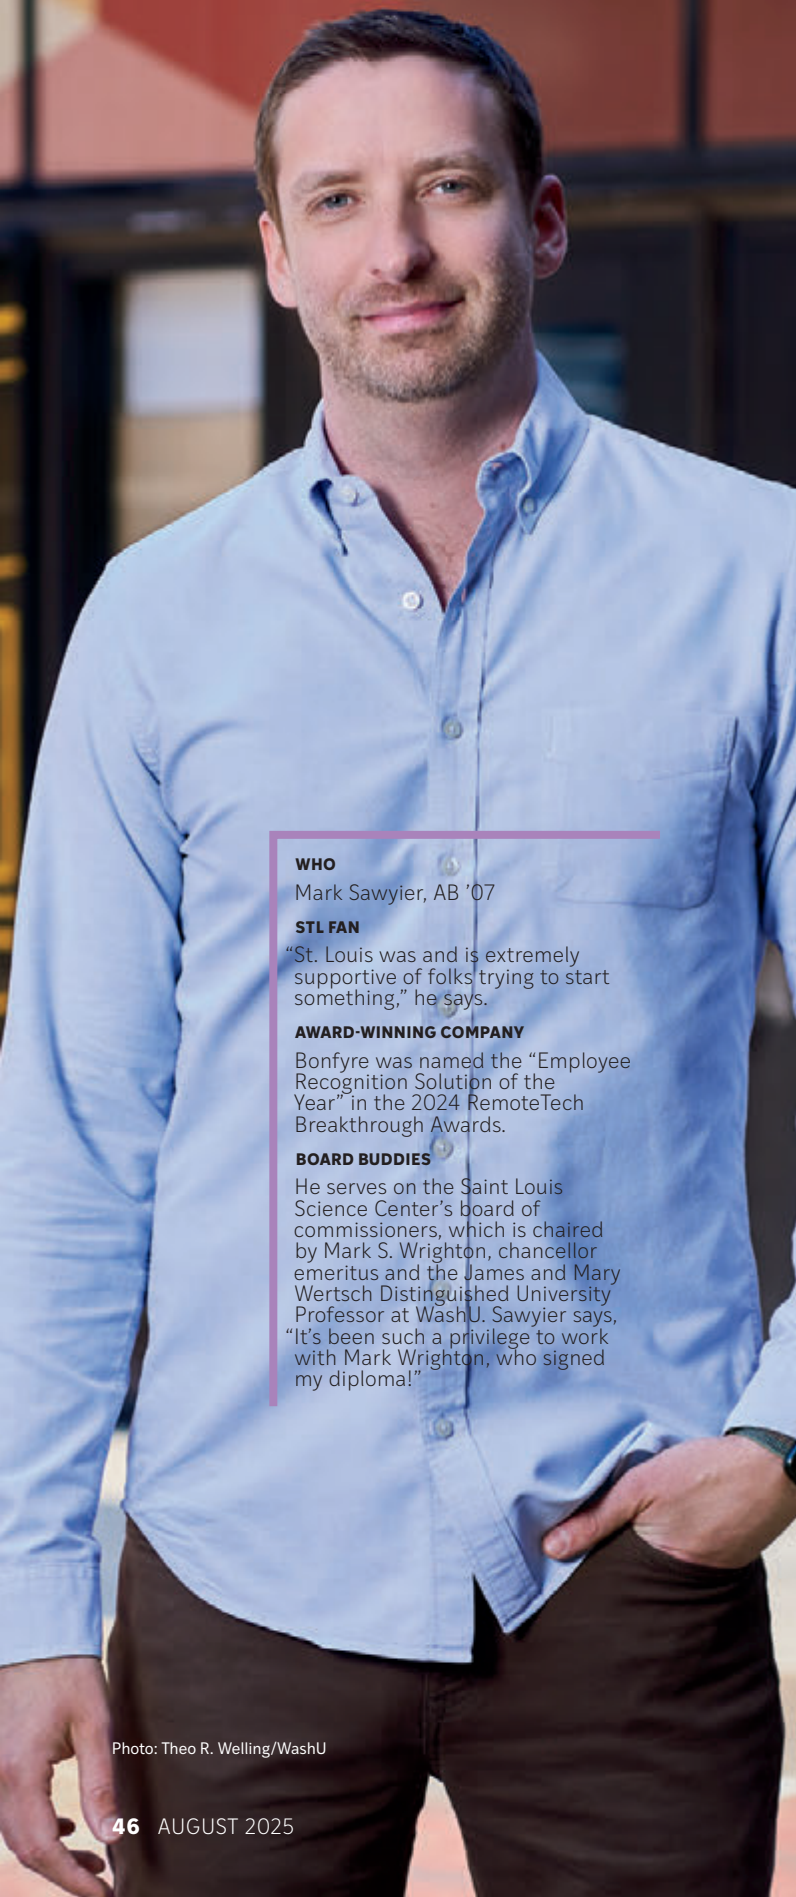 WHO
Mark Sawyier, AB ’07
STL FAN
“St. Louis was and is extremely
supportive of folks trying to start
something,” he says.
AWARD-WINNING COMPANY
Bonfyre was named the “Employee
Recognition Solution of the
Year” in the 2024 RemoteTech
Breakthrough Awards.
BOARD BUDDIES
He serves on the Saint Louis
Science Center’s board of
commissioners, which is chaired
by Mark S. Wrighton, chancellor
emeritus and the James and Mary
Wertsch Distinguished University
Professor at WashU. Sawyier says,
“It’s been such a privilege to work
with Mark Wrighton, who signed
my diploma!”
Photo: Theo R. Welling/WashU
46 AUGUST 2025